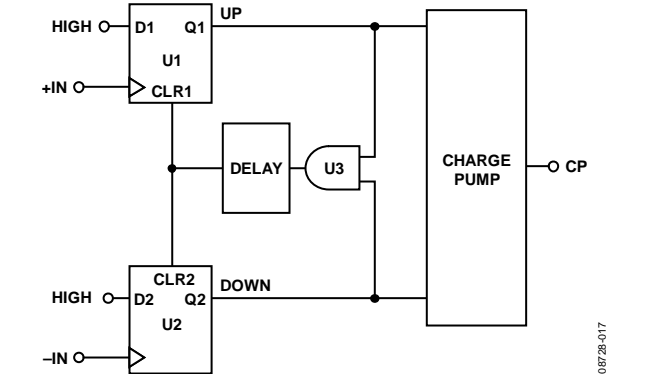 UP
HIGH D1 Q1
U1
+IN
CLR1
DELAY
U3
CHARGE
PUMP
CP
CLR2
DOWN
HIGH D2 Q2
U2
–IN
08728-017